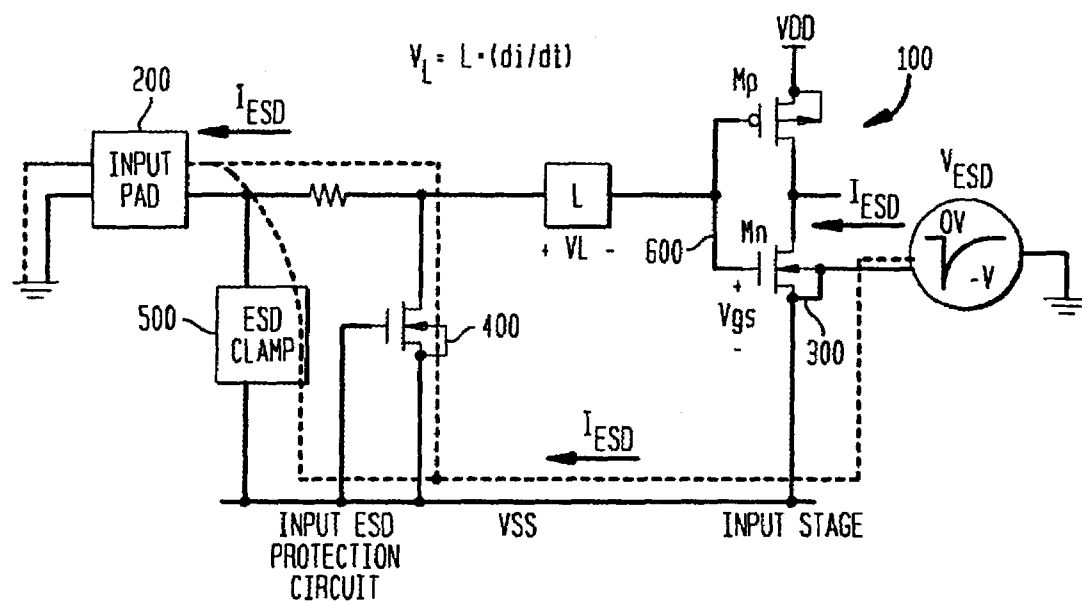 V_L = L·(di/dt)
VDD
200
100
I_ESD
Mp
INPUT
PAD
V_ESD
L
I_ESD
0V
-V
+ VL -
600
Mn
+
Vgs
-
300
500
ESD
CLAMP
400
I_ESD
INPUT ESD
PROTECTION
CIRCUIT
VSS
INPUT STAGE